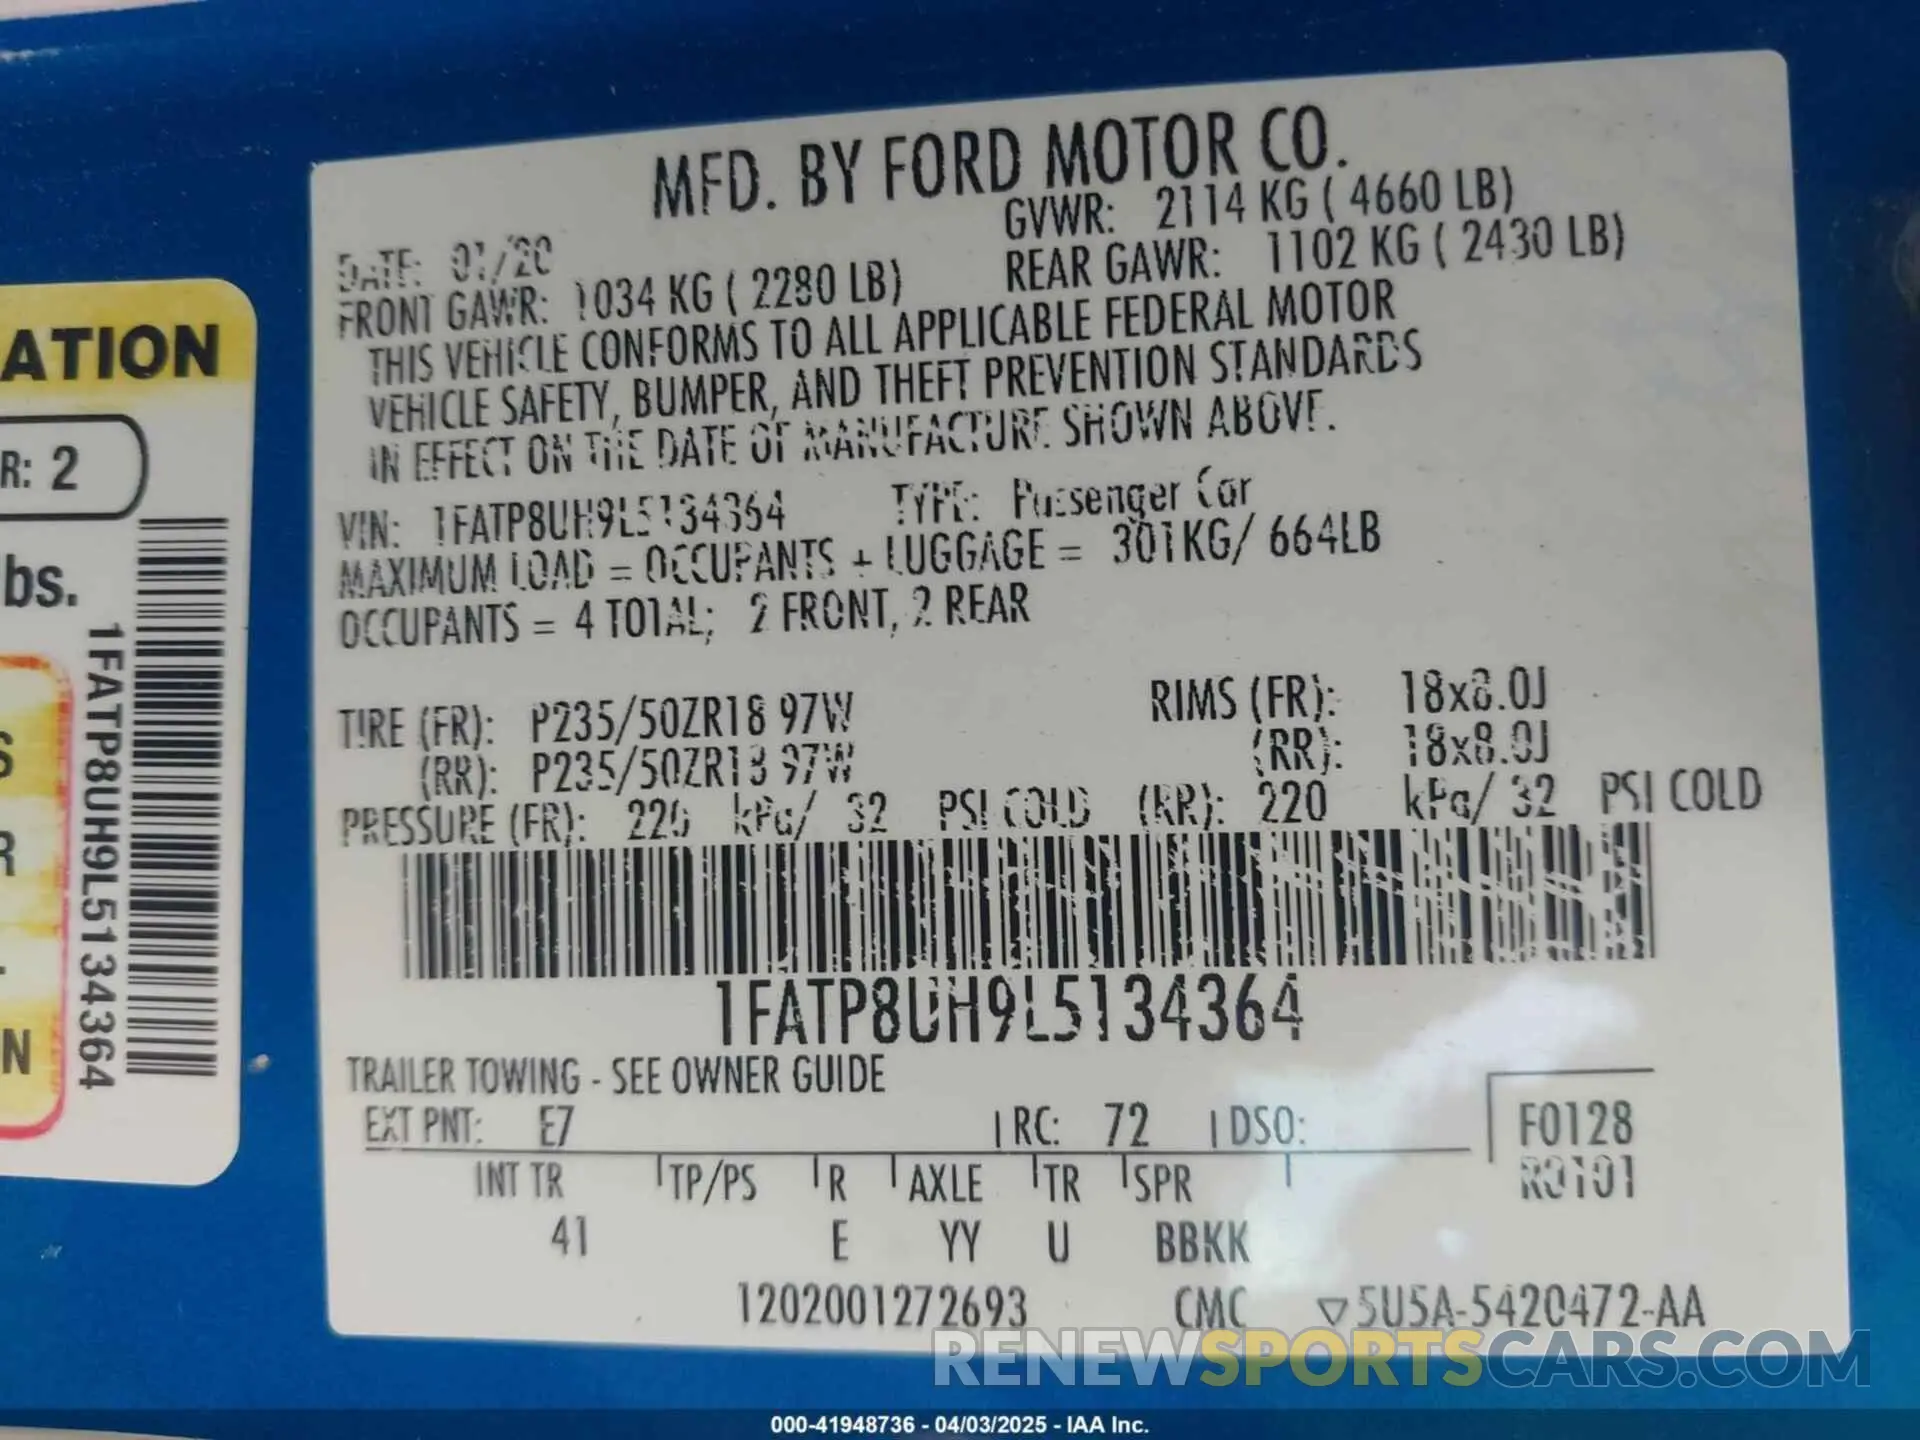 MFD. BY FORD MOTOR CO.
DATE: 01/20 GVWR: 2114 KG ( 4660 LB)
FRONT GAWR: 1034 KG ( 2280 LB) REAR GAWR: 1102 KG ( 2430 LB)
THIS VEHICLE CONFORMS TO ALL APPLICABLE FEDERAL MOTOR
VEHICLE SAFETY, BUMPER, AND THEFT PREVENTION STANDARDS
IN EFFECT ON THE DATE OF MANUFACTURE SHOWN ABOVE.
VIN: 1FATP8UH9L5134364 TYPE: Passenger Car
MAXIMUM LOAD = OCCUPANTS + LUGGAGE = 301KG/ 664LB
OCCUPANTS = 4 TOTAL; 2 FRONT, 2 REAR
TIRE (FR): P235/50ZR18 97W RIMS (FR): 18x8.0J
(RR): P235/50ZR18 97W (RR): 18x8.0J
PRESSURE (FR): 220 kPa/ 32 PSI COLD (RR): 220 kPa/ 32 PSI COLD
1FATP8UH9L5134364
TRAILER TOWING - SEE OWNER GUIDE
EXT PNT: E7 RC: 72 DSO: F0128
INT TR TP/PS R AXLE TR SPR R0101
41 E YY U BBKK
1202001272693 CMC ▽5U5A-5420472-AA
ATION
R: 2
bs.
1FATP8UH9L5134364
S
R
N
RENEWSPORTSCARS.COM
000-41948736 - 04/03/2025 - IAA Inc.